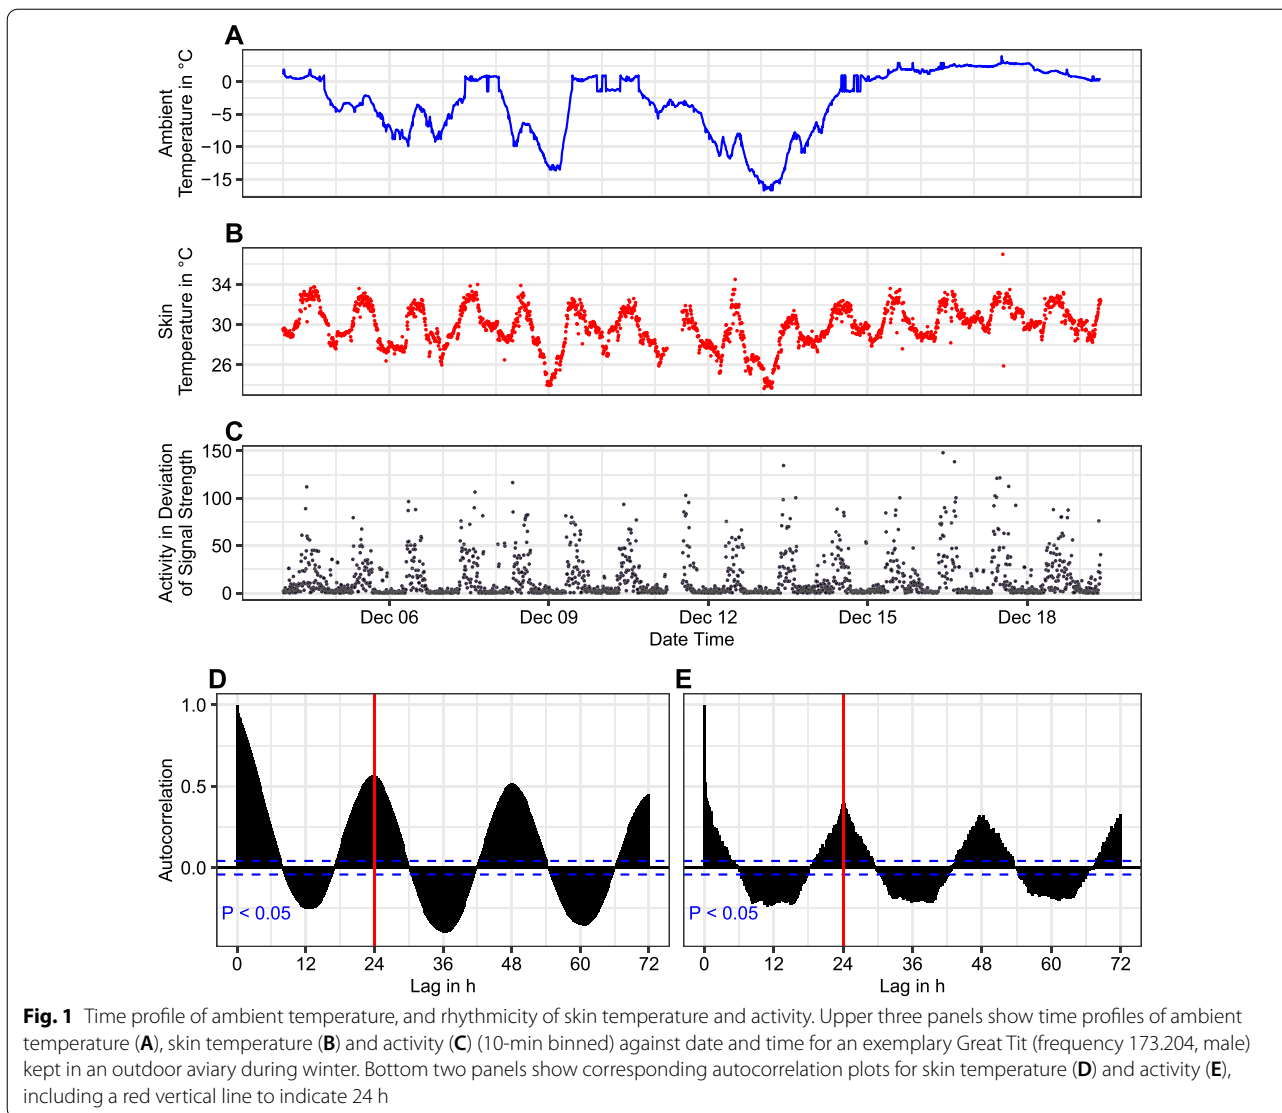 A
Ambient
Temperature in °C
0
−5
−10
−15
B
Skin
Temperature in °C
34
30
26
C
Activity in Deviation
of Signal Strength
150
100
50
0
Dec 06 Dec 09 Dec 12 Dec 15 Dec 18
Date Time
D
Autocorrelation
1.0
0.5
0.0
P < 0.05
0 12 24 36 48 60 72
Lag in h
E
P < 0.05
0 12 24 36 48 60 72
Lag in h
Fig. 1 Time profile of ambient temperature, and rhythmicity of skin temperature and activity. Upper three panels show time profiles of ambient
temperature (A), skin temperature (B) and activity (C) (10-min binned) against date and time for an exemplary Great Tit (frequency 173.204, male)
kept in an outdoor aviary during winter. Bottom two panels show corresponding autocorrelation plots for skin temperature (D) and activity (E),
including a red vertical line to indicate 24 h